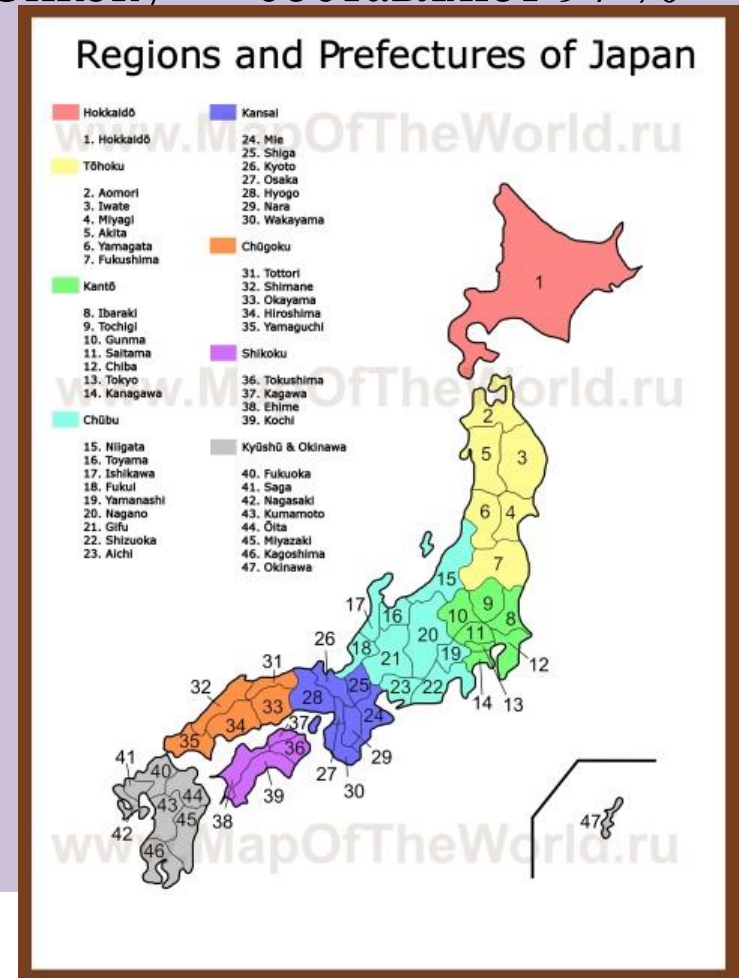 Regions and Prefectures of Japan
Hokkaidō
1. Hokkaidō
Tōhoku
2. Aomori
3. Iwate
4. Miyagi
5. Akita
6. Yamagata
7. Fukushima
Kantō
8. Ibaraki
9. Tochigi
10. Gunma
11. Saitama
12. Chiba
13. Tokyo
14. Kanagawa
Chūbu
15. Niigata
16. Toyama
17. Ishikawa
18. Fukui
19. Yamanashi
20. Nagano
21. Gifu
22. Shizuoka
23. Aichi
Kansai
24. Mie
25. Shiga
26. Kyoto
27. Osaka
28. Hyogo
29. Nara
30. Wakayama
Chūgoku
31. Tottori
32. Shimane
33. Okayama
34. Hiroshima
35. Yamaguchi
Shikoku
36. Tokushima
37. Kagawa
38. Ehime
39. Kochi
Kyūshū & Okinawa
40. Fukuoka
41. Saga
42. Nagasaki
43. Kumamoto
44. Ōita
45. Miyazaki
46. Kagoshima
47. Okinawa
www.MapOfTheWorld.ru
www.MapOfTheWorld.ru
www.MapOfTheWorld.ru
1
2
5
3
6
4
7
15
9
17
16
10
8
11
20
26
18
21
19
12
31
14
13
32
28
25
23
22
33
24
34
37
35
36
29
41
40
27
30
39
44
43
38
45
42
46
47